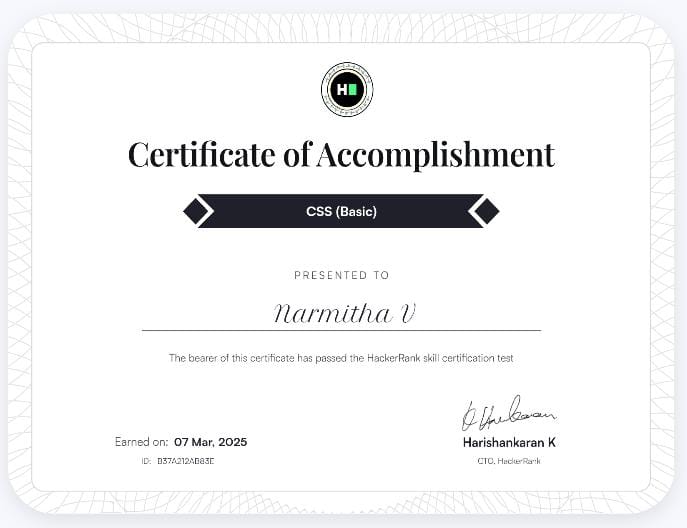 H
Certificate of Accomplishment
CSS (Basic)
PRESENTED TO
Narmitha V
The bearer of this certificate has passed the HackerRank skill certification test
Earned on: 07 Mar, 2025
ID: B37A212AB83E
Harishankaran K
CTO, HackerRank